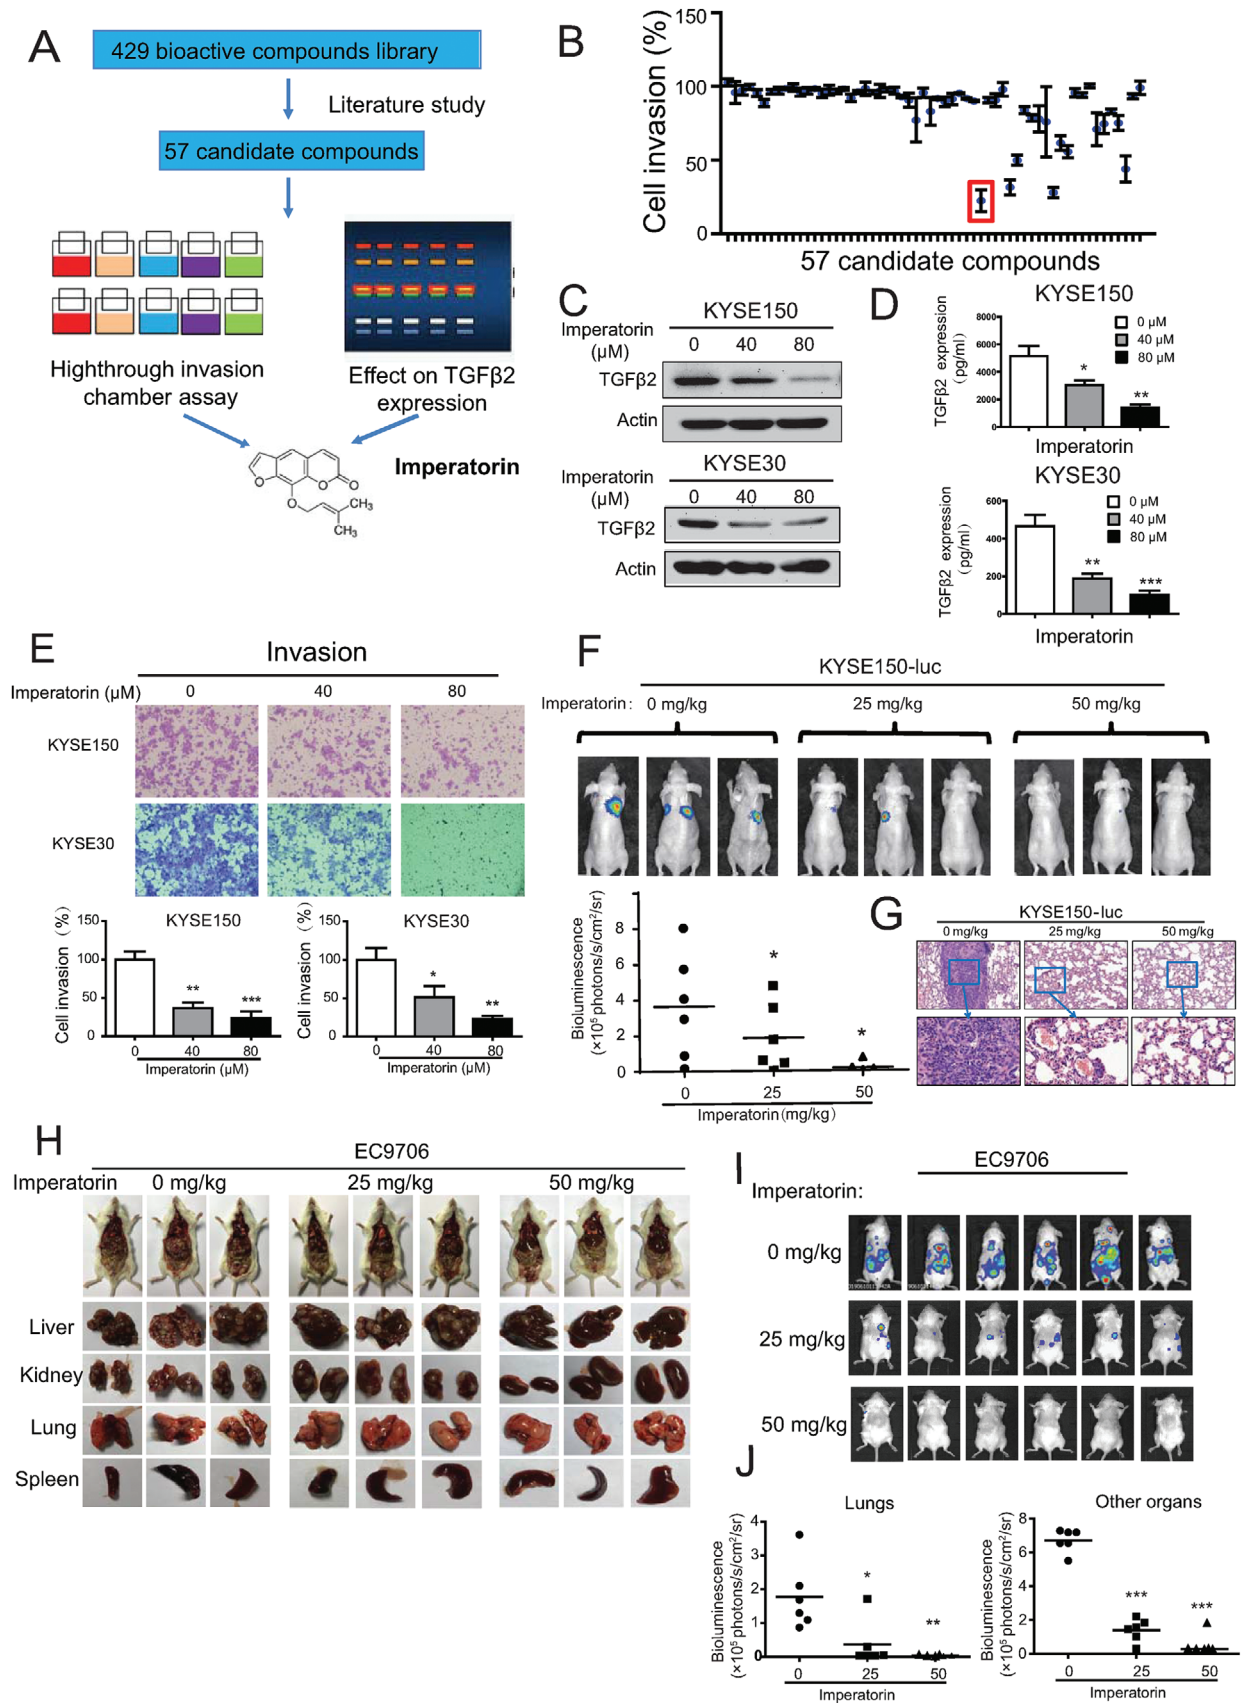 A
429 bioactive compounds library
Literature study
57 candidate compounds
Highthrough invasion
chamber assay
Effect on TGFβ2
expression
Imperatorin
O
O
O
O
CH₃
CH₃
B
Cell invasion (%)
150
100
50
0
57 candidate compounds
C
KYSE150
Imperatorin
(μM)
0 40 80
TGFβ2
Actin
KYSE30
Imperatorin
(μM)
0 40 80
TGFβ2
Actin
D
KYSE150
TGFβ2 expression
(pg/ml)
8000
6000
4000
2000
0
0 μM
40 μM
80 μM
*
**
Imperatorin
KYSE30
TGFβ2 expression
(pg/ml)
600
400
200
0
0 μM
40 μM
80 μM
**
***
Imperatorin
E
Invasion
Imperatorin (μM) 0 40 80
KYSE150
KYSE30
KYSE150
Cell invasion (%)
150
100
50
0
**
***
0 40 80
Imperatorin (μM)
KYSE30
Cell invasion (%)
150
100
50
0
*
**
0 40 80
Imperatorin (μM)
F
KYSE150-luc
Imperatorin: 0 mg/kg 25 mg/kg 50 mg/kg
Bioluminescence
(×10⁵ photons/s/cm²/sr)
8
6
4
2
0
*
*
0 25 50
Imperatorin(mg/kg)
G
KYSE150-luc
0 mg/kg 25 mg/kg 50 mg/kg
H
EC9706
Imperatorin 0 mg/kg 25 mg/kg 50 mg/kg
Liver
Kidney
Lung
Spleen
I
EC9706
Imperatorin:
0 mg/kg
25 mg/kg
50 mg/kg
J
Lungs
Bioluminescence
(×10⁵ photons/s/cm²/sr)
4
3
2
1
0
*
**
0 25 50
Imperatorin
Other organs
Bioluminescence
(×10⁵ photons/s/cm²/sr)
8
6
4
2
0
***
***
0 25 50
Imperatorin